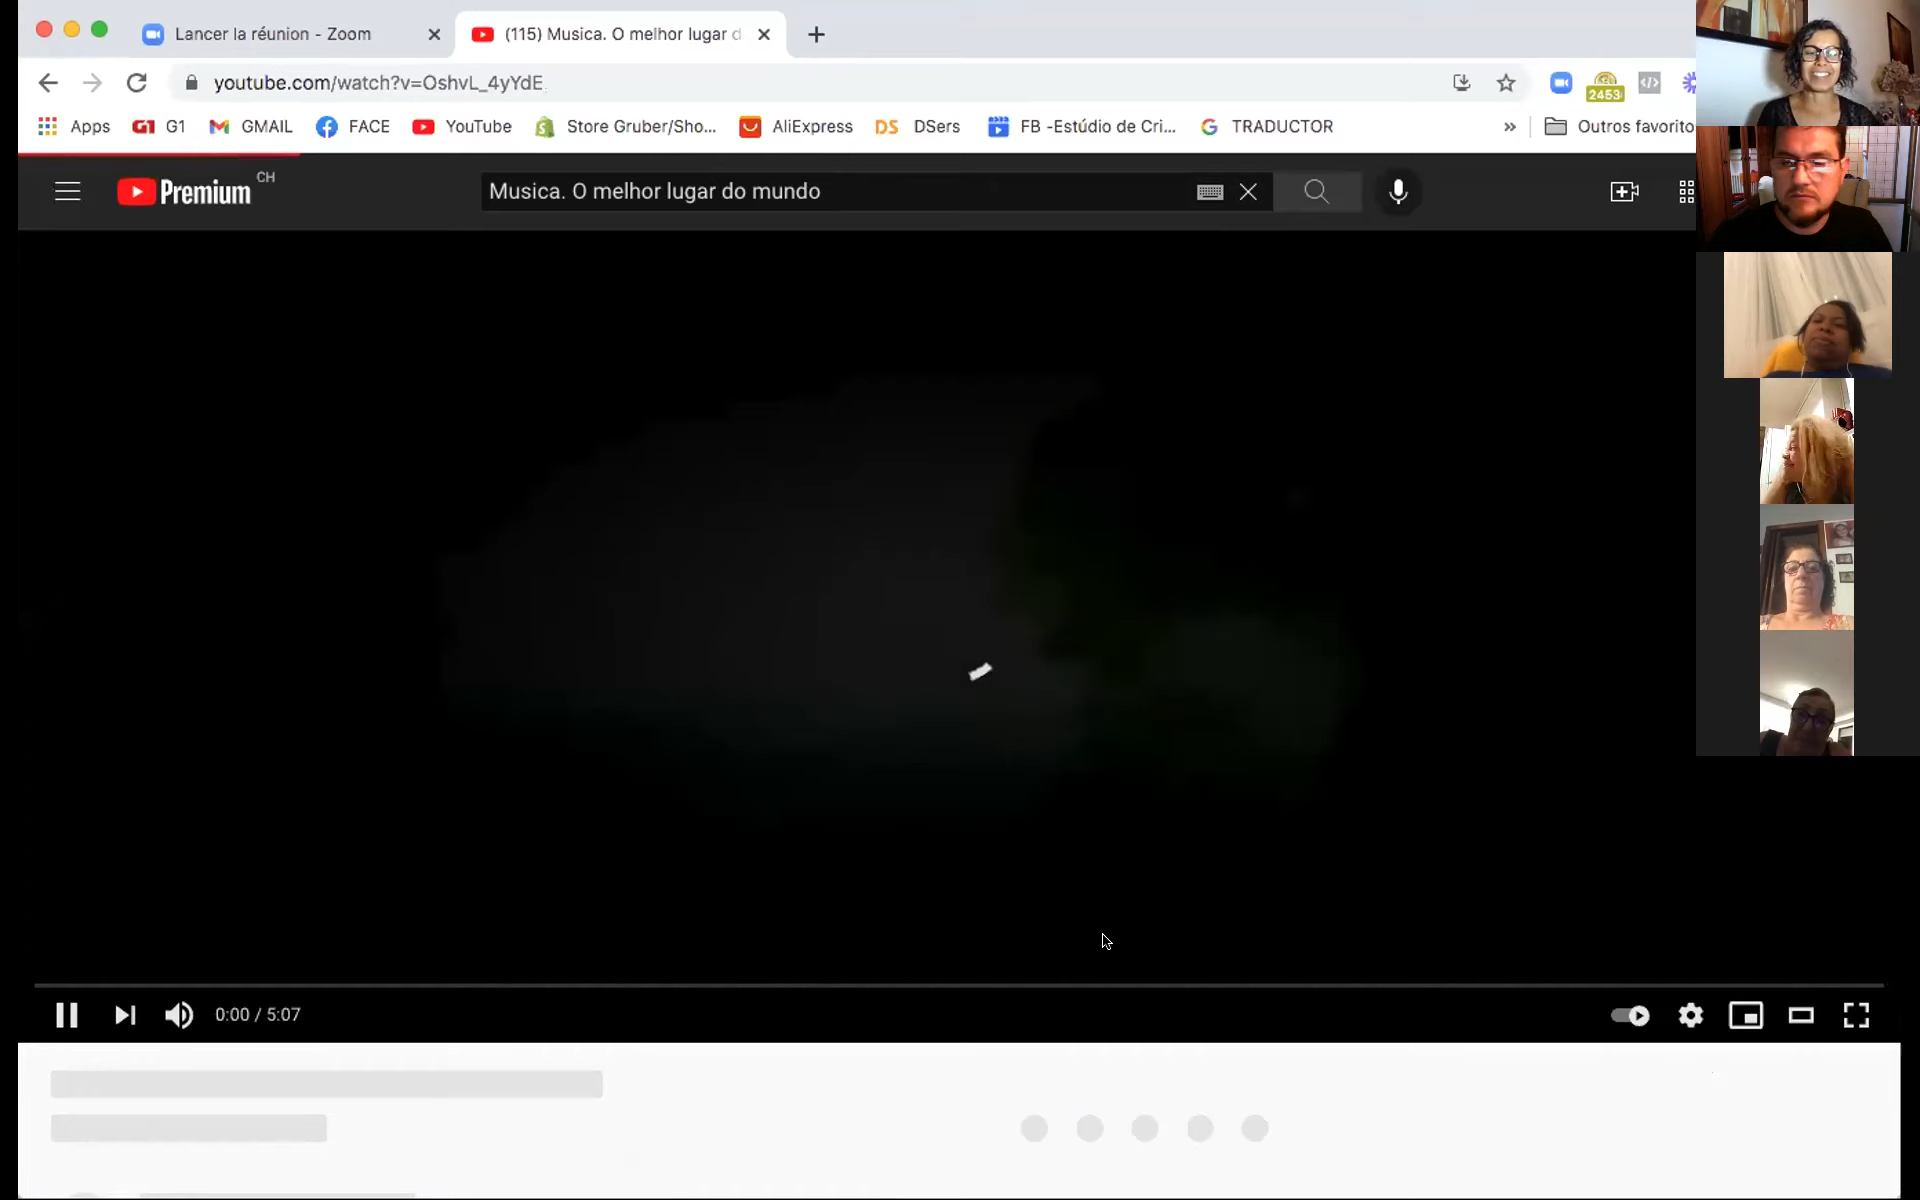 Lancer la réunion - Zoom
(115) Musica. O melhor lugar d
youtube.com/watch?v=OshvL_4yYdE
2453
Apps G1 GMAIL FACE YouTube Store Gruber/Sho... AliExpress DSers FB -Estúdio de Cri... TRADUCTOR » Outros favorito
Premium CH
Musica. O melhor lugar do mundo
0:00 / 5:07